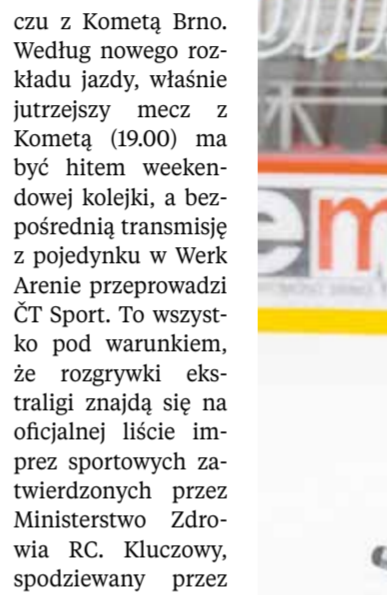 czu z Kometą Brno.
Według nowego roz-
kładu jazdy, właśnie
jutrzejszy mecz z
Kometą (19.00) ma
być hitem weeken-
dowej kolejki, a bez-
pośrednią transmisję
z pojedynku w Werk
Arenie przeprowadzi
ČT Sport. To wszyst-
ko pod warunkiem,
że rozgrywki eks-
traligi znajdą się na
oficjalnej liście im-
prez sportowych za-
twierdzonych przez
Ministerstwo Zdro-
wia RC. Kluczowy,
spodziewany przez
em